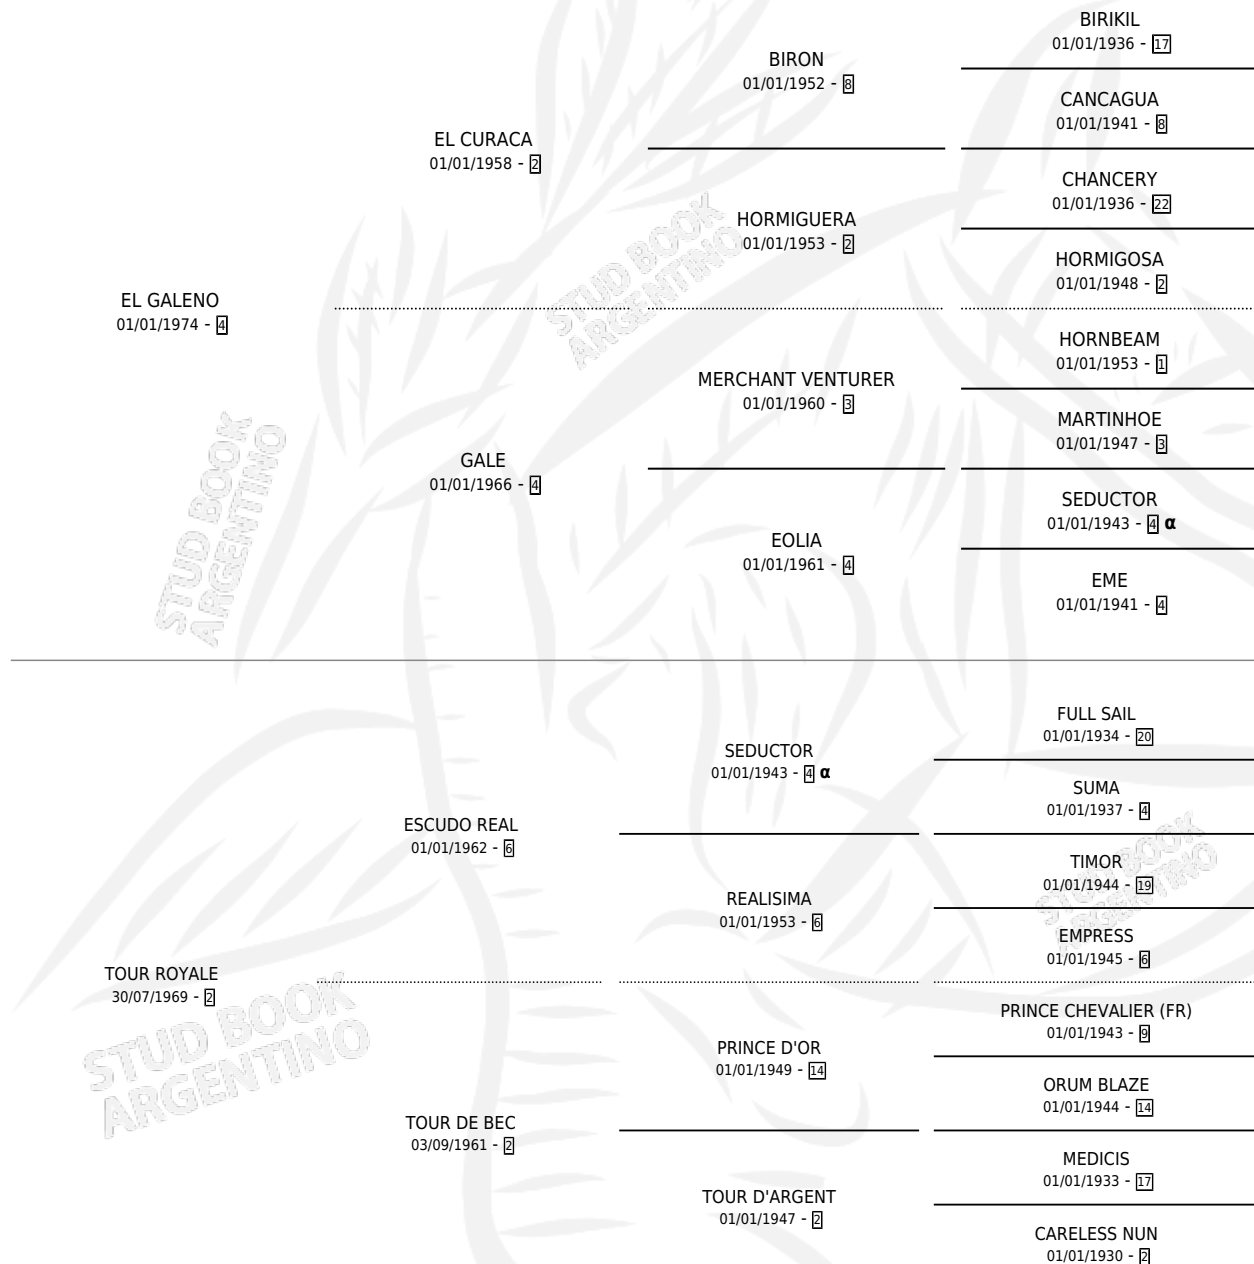 BIRIKIL
01/01/1936 - 17
BIRON
01/01/1952 - 8
CANCAGUA
01/01/1941 - 8
EL CURACA
01/01/1958 - 2
CHANCERY
01/01/1936 - 22
HORMIGUERA
01/01/1953 - 2
HORMIGOSA
01/01/1948 - 2
STUD BOOK
ARGENTINO
EL GALENO
01/01/1974 - 4
HORNBEAM
01/01/1953 - 1
MERCHANT VENTURER
01/01/1960 - 3
MARTINHOE
01/01/1947 - 3
GALE
01/01/1966 - 4
SEDUCTOR
01/01/1943 - 4 α
EOLIA
01/01/1961 - 4
EME
01/01/1941 - 4
STUD BOOK
ARGENTINO
FULL SAIL
01/01/1934 - 20
SEDUCTOR
01/01/1943 - 4 α
SUMA
01/01/1937 - 4
ESCUDO REAL
01/01/1962 - 6
TIMOR
01/01/1944 - 19
REALISIMA
01/01/1953 - 6
EMPRESS
01/01/1945 - 6
STUD BOOK
ARGENTINO
TOUR ROYALE
30/07/1969 - 2
PRINCE CHEVALIER (FR)
01/01/1943 - 9
PRINCE D'OR
01/01/1949 - 14
ORUM BLAZE
01/01/1944 - 14
STUD BOOK
ARGENTINO
TOUR DE BEC
03/09/1961 - 2
MEDICIS
01/01/1933 - 17
TOUR D'ARGENT
01/01/1947 - 2
CARELESS NUN
01/01/1930 - 2